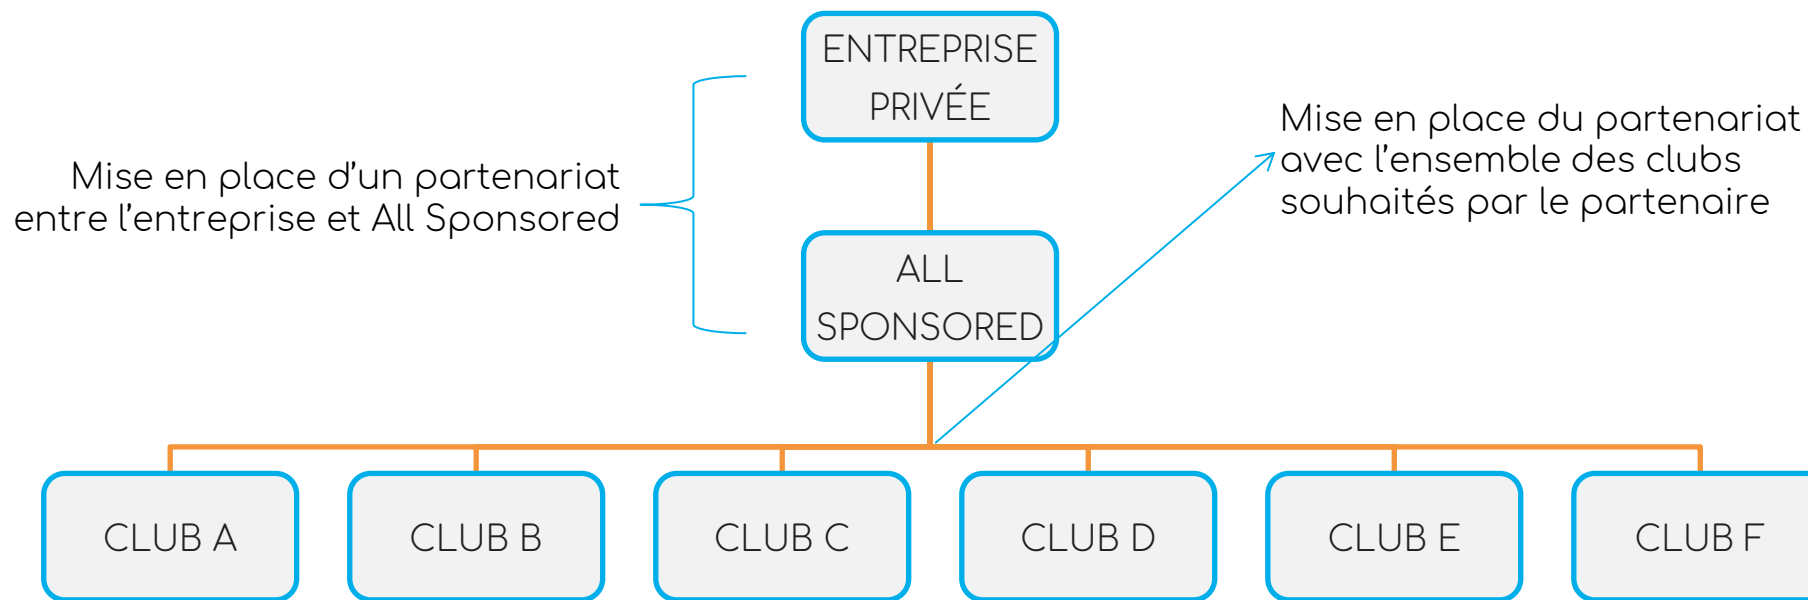 ENTREPRISE
PRIVÉE
Mise en place d'un partenariat
entre l'entreprise et All Sponsored
Mise en place du partenariat
avec l'ensemble des clubs
souhaités par le partenaire
ALL
SPONSORED
CLUB A
CLUB B
CLUB C
CLUB D
CLUB E
CLUB F